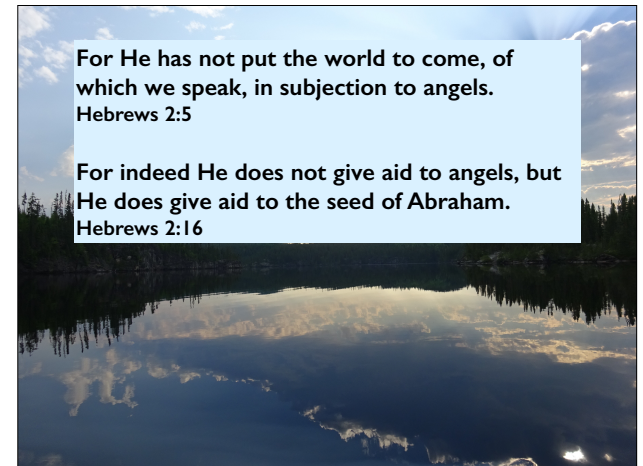 For He has not put the world to come, of
which we speak, in subjection to angels.
Hebrews 2:5
For indeed He does not give aid to angels, but
He does give aid to the seed of Abraham.
Hebrews 2:16